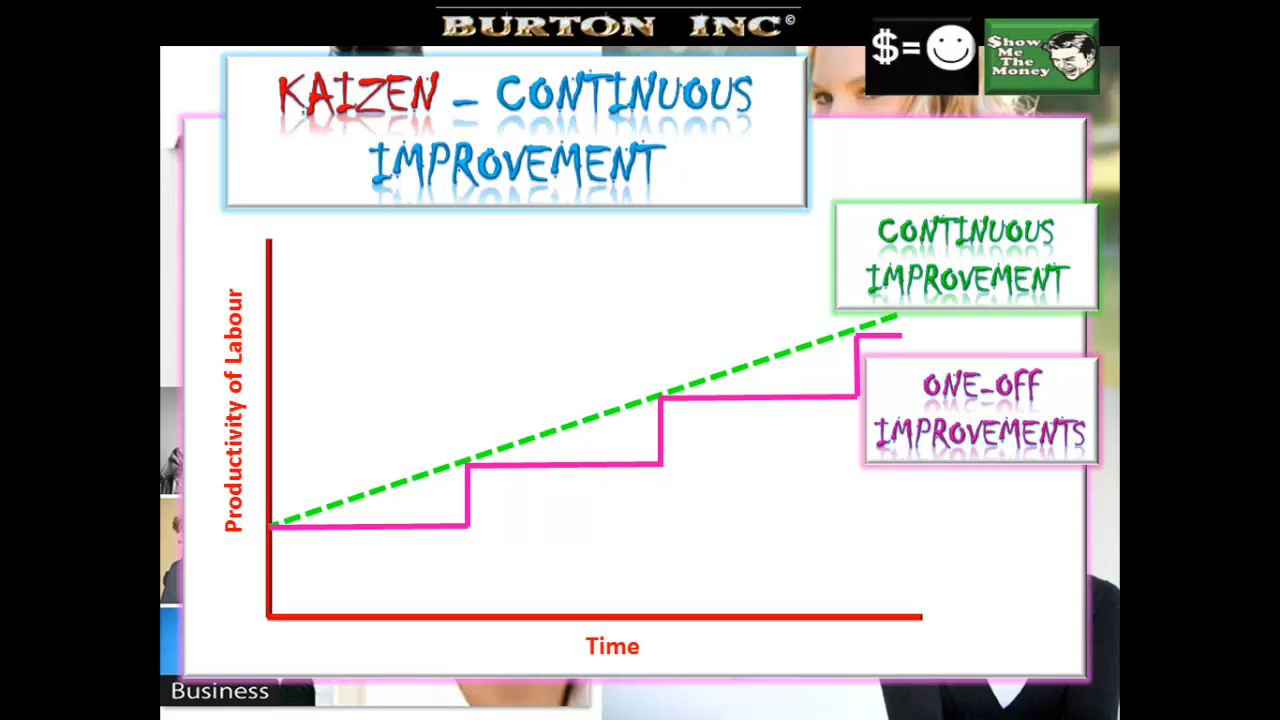 BURTON INC©
$=
Show
Me
The
Money
KAIZEN – CONTINUOUS
IMPROVEMENT
CONTINUOUS
IMPROVEMENT
ONE-OFF
IMPROVEMENTS
Productivity of Labour
Time
Business